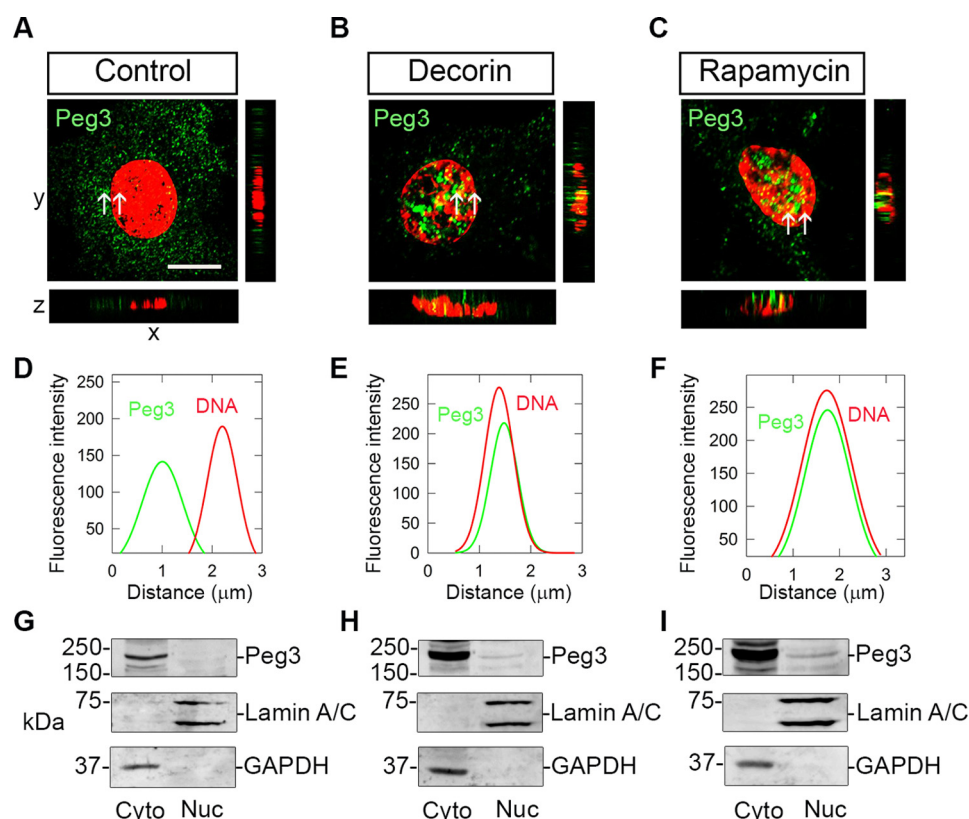 A
B
C
Control
Decorin
Rapamycin
Peg3
Peg3
Peg3
y
z
x
D
E
F
Fluorescence intensity
250
200
150
100
50
Peg3
DNA
0
1
2
3
Distance (μm)
Fluorescence intensity
250
200
150
100
50
0
Peg3
DNA
0
1
2
3
Distance (μm)
Fluorescence intensity
250
200
150
100
50
Peg3
DNA
0
1
2
3
Distance (μm)
G
H
I
250-
150-
-Peg3
250-
150-
-Peg3
250-
150-
-Peg3
kDa
75-
-Lamin A/C
75-
-Lamin A/C
75-
-Lamin A/C
37-
-GAPDH
37-
-GAPDH
37-
-GAPDH
Cyto Nuc
Cyto Nuc
Cyto Nuc